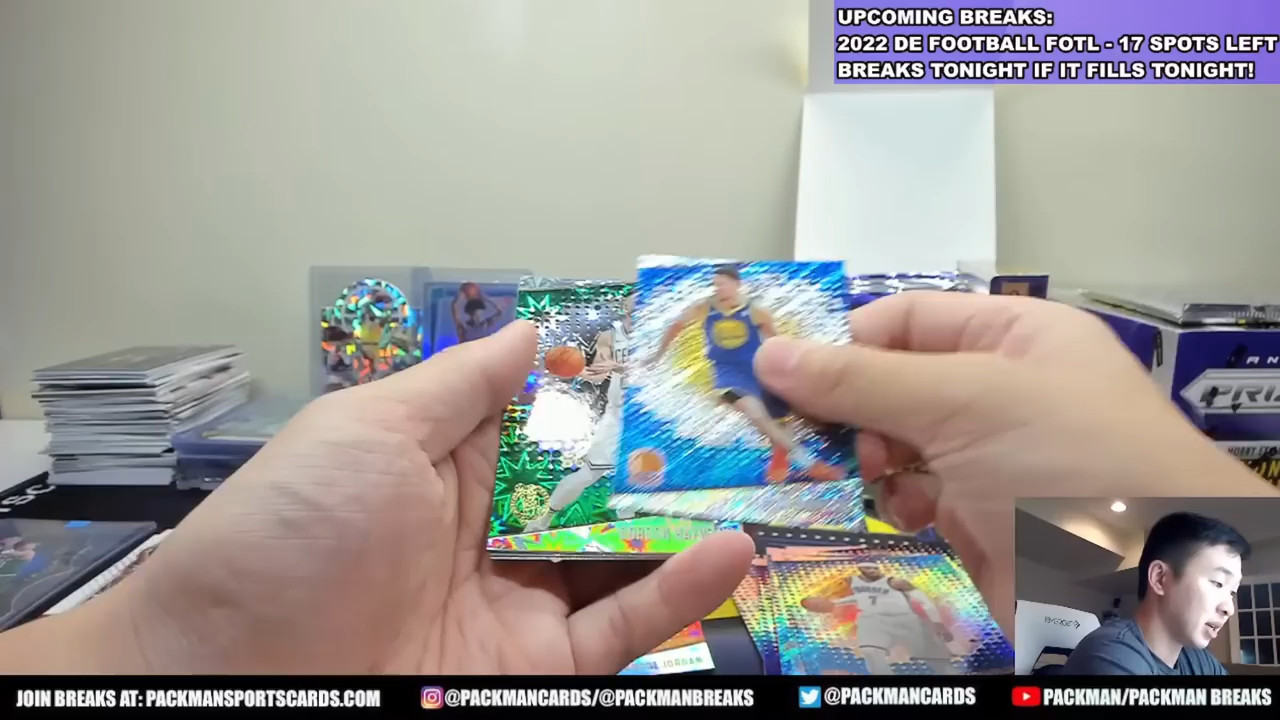 UPCOMING BREAKS:
2022 DE FOOTBALL FOTL - 17 SPOTS LEFT
BREAKS TONIGHT IF IT FILLS TONIGHT!
JORDAN
JOIN BREAKS AT: PACKMANSPORTSCARDS.COM
@PACKMANCARDS/@PACKMANBREAKS
@PACKMANCARDS
PACKMAN/PACKMAN BREAKS